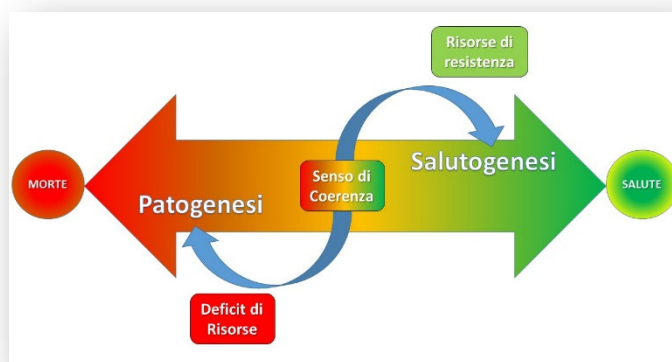 Risorse di
resistenza
MORTE
Patogenesi
Senso di
Coerenza
Salutogenesi
SALUTE
Deficit di
Risorse